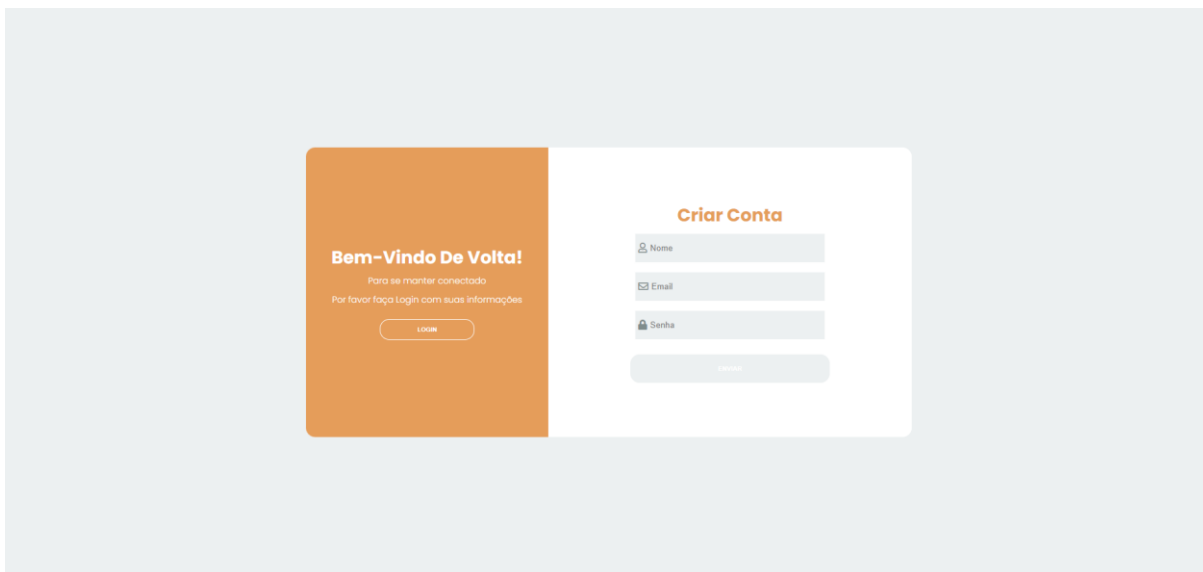 Bem-Vindo De Volta!
Para se manter conectado
Por favor faça Login com suas informações
LOGIN
Criar Conta
Nome
Email
Senha